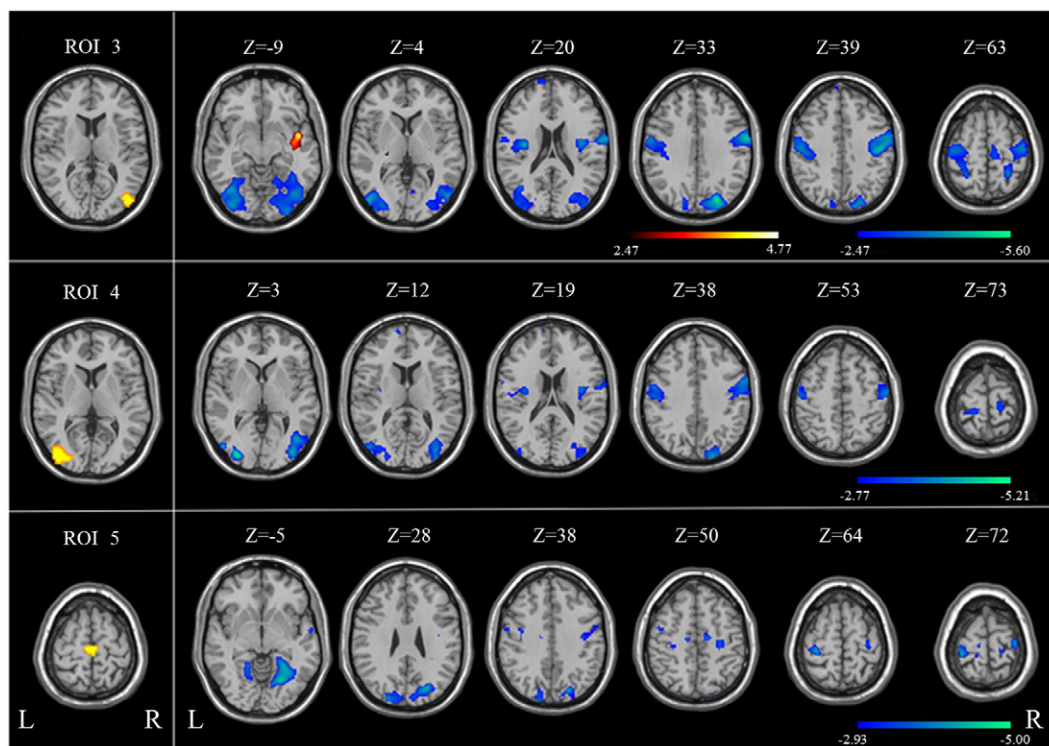 ROI 3 Z=-9 Z=4 Z=20 Z=33 Z=39 Z=63
2.47 4.77 -2.47 -5.60
ROI 4 Z=3 Z=12 Z=19 Z=38 Z=53 Z=73
-2.77 -5.21
ROI 5 Z=-5 Z=28 Z=38 Z=50 Z=64 Z=72
L R L R
-2.93 -5.00